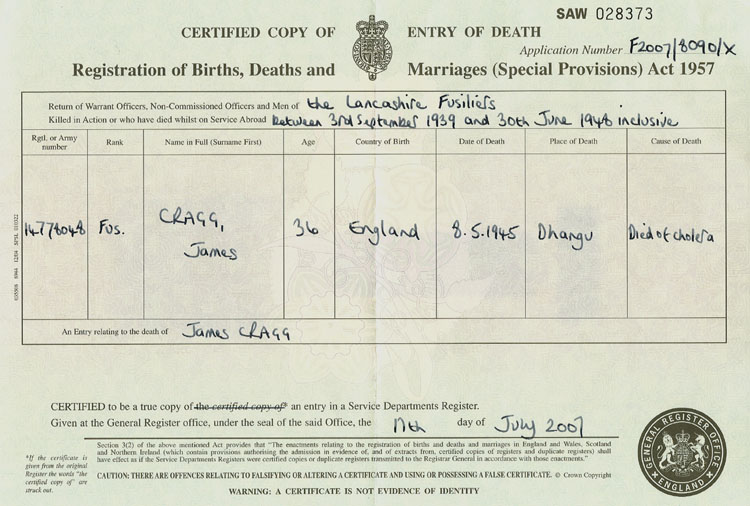 SAW 028373
CERTIFIED COPY OF ENTRY OF DEATH
Application Number F2007/8090/X
Registration of Births, Deaths and Marriages (Special Provisions) Act 1957
Return of Warrant Officers, Non-Commissioned Officers and Men of the Lancashire Fusiliers
Killed in Action or who have died whilst on Service Abroad between 3rd September 1939 and 30th June 1948 inclusive
Rgtl. or Army number Rank Name in Full (Surname First) Age Country of Birth Date of Death Place of Death Cause of Death
14778048 Fus. CRAGG, James 36 England 8.5.1945 Dhangu Died of cholera
An Entry relating to the death of James CRAGG
CERTIFIED to be a true copy of the certified copy of* an entry in a Service Departments Register.
Given at the General Register office, under the seal of the said Office, the 17th day of July 2007
*If the certificate is
given from the original
Register the words "the
certified copy of" are
struck out.
Section 3(2) of the above mentioned Act provides that "The enactments relating to the registration of births and deaths and marriages in England and Wales, Scotland
and Northern Ireland (which contain provisions authorising the admission in evidence of, and of extracts from, certified copies of registers and duplicate registers) shall
have effect as if the Service Departments Registers were certified copies or duplicate registers transmitted to the Registrar General in accordance with those enactments."
CAUTION: THERE ARE OFFENCES RELATING TO FALSIFYING OR ALTERING A CERTIFICATE AND USING OR POSSESSING A FALSE CERTIFICATE. © Crown Copyright
WARNING: A CERTIFICATE IS NOT EVIDENCE OF IDENTITY
GENERAL REGISTER OFFICE
ENGLAND